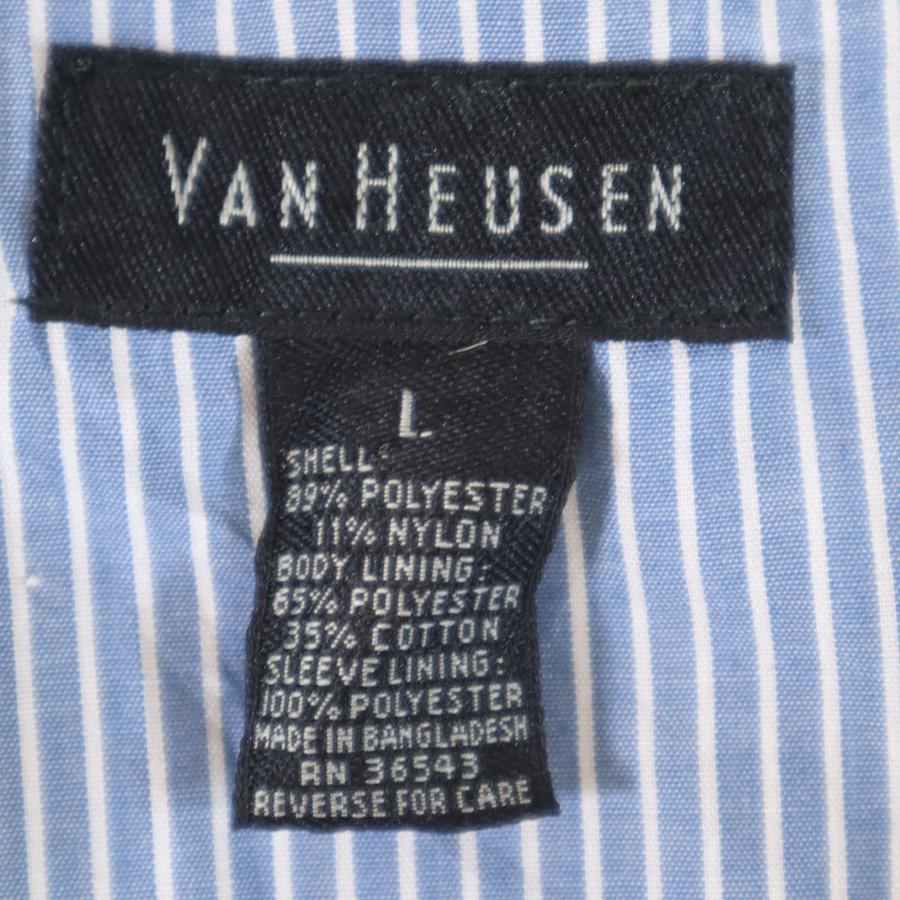 VAN HEUSEN
L
SHELL:
89% POLYESTER
11% NYLON
BODY LINING:
65% POLYESTER
35% COTTON
SLEEVE LINING:
100% POLYESTER
MADE IN BANGLADESH
RN 36543
REVERSE FOR CARE